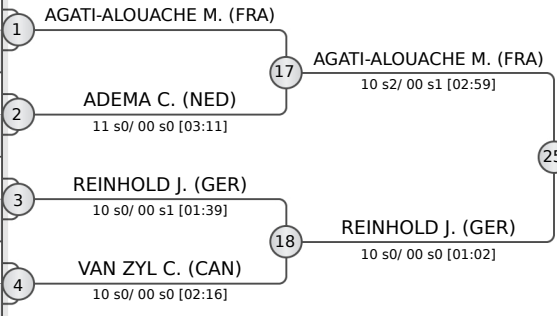 AGATI-ALOUACHE M. (FRA)
1
17
AGATI-ALOUACHE M. (FRA)
10 s2/ 00 s1 [02:59]
2
ADEMA C. (NED)
11 s0/ 00 s0 [03:11]
25
3
REINHOLD J. (GER)
10 s0/ 00 s1 [01:39]
18
REINHOLD J. (GER)
10 s0/ 00 s0 [01:02]
4
VAN ZYL C. (CAN)
10 s0/ 00 s0 [02:16]